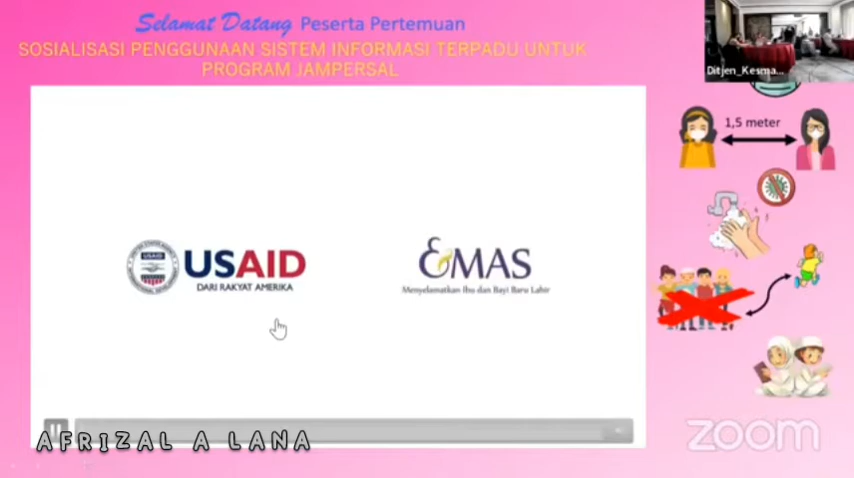 Selamat Datang Peserta Pertemuan
SOSIALISASI PENGGUNAAN SISTEM INFORMASI TERPADU UNTUK
PROGRAM JAMPERSAL
Ditjen_Kesma...
1,5 meter
USAID
DARI RAKYAT AMERIKA
EMAS
Menyelamatkan Ibu dan Bayi Baru Lahir
AFRIZAL A LANA
zoom